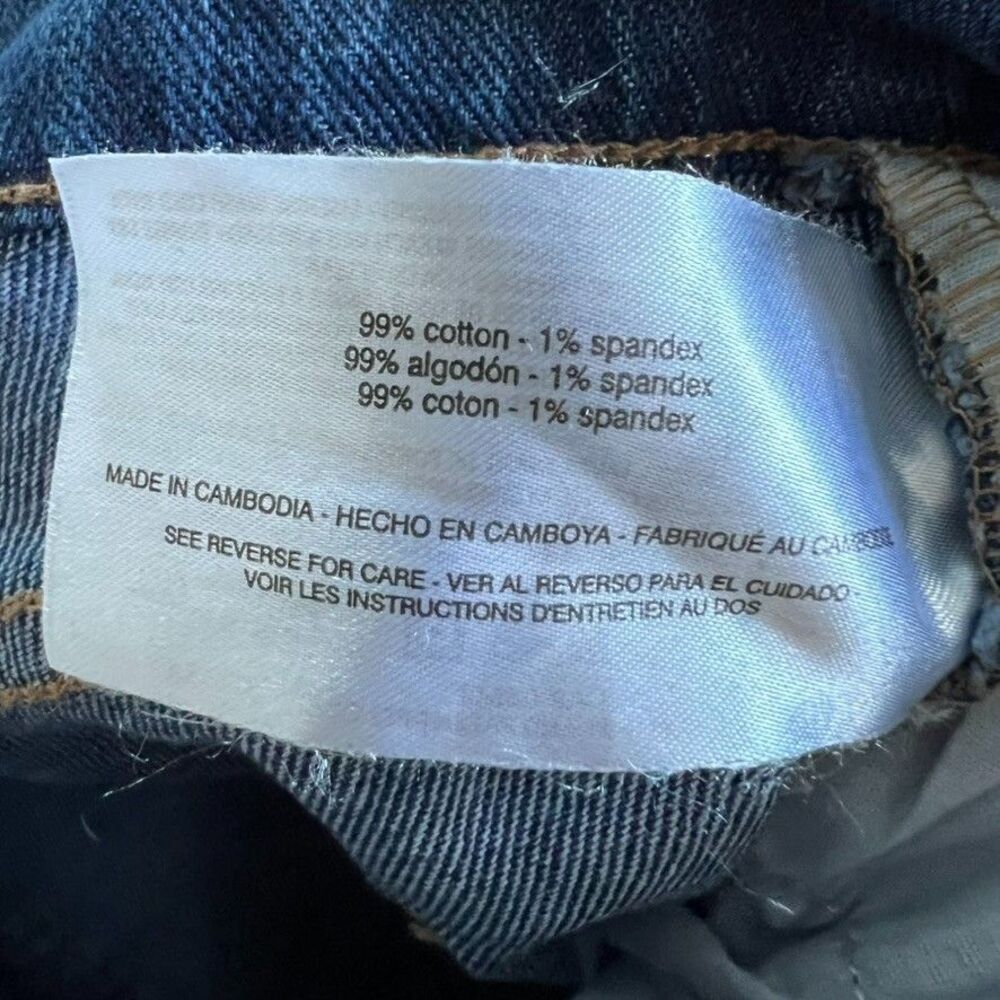 99% cotton - 1% spandex
99% algodón - 1% spandex
99% coton - 1% spandex
MADE IN CAMBODIA - HECHO EN CAMBOYA - FABRIQUÉ AU CAMBODGE
SEE REVERSE FOR CARE - VER AL REVERSO PARA EL CUIDADO
VOIR LES INSTRUCTIONS D'ENTRETIEN AU DOS